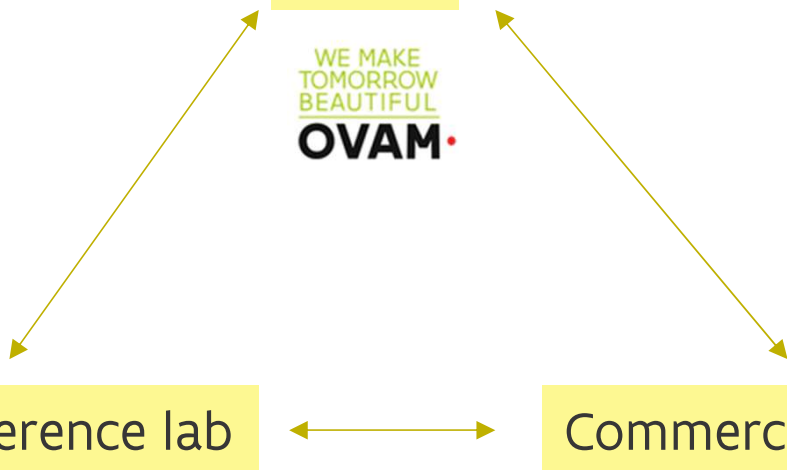 WE MAKE
TOMORROW
BEAUTIFUL
OVAM
erence lab
Commerc